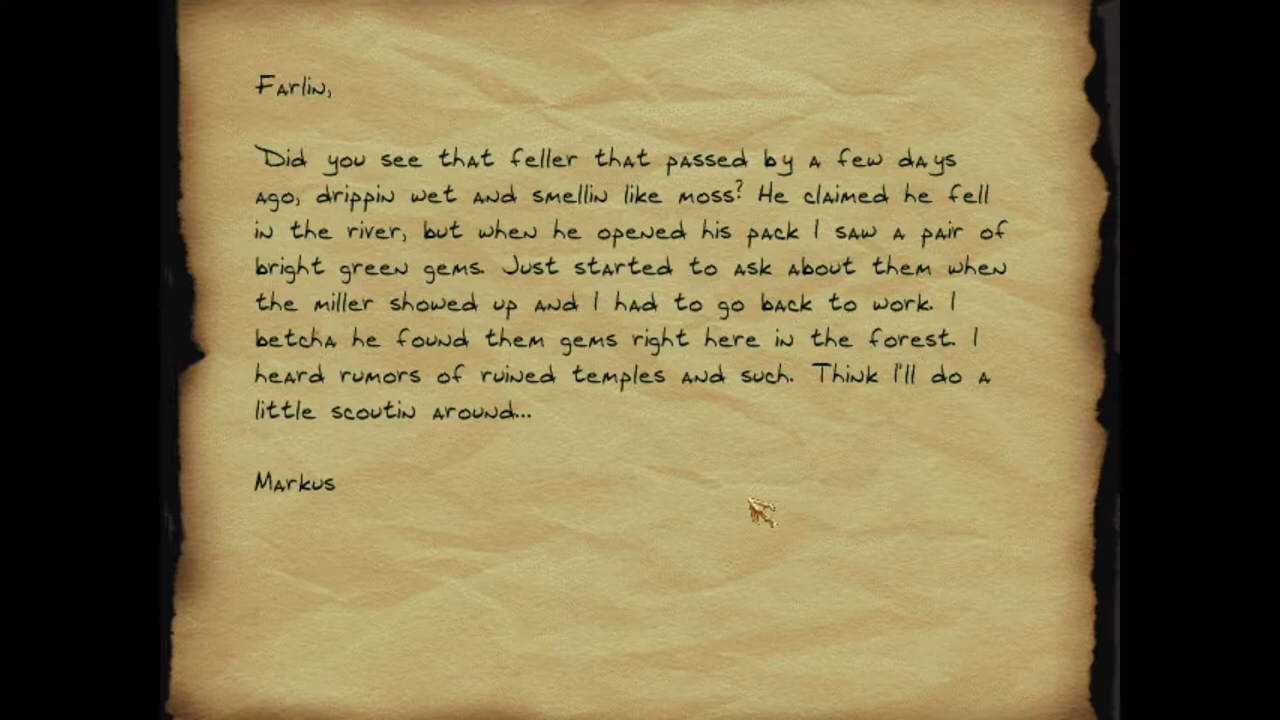 Farlin,
Did you see that feller that passed by a few days
ago, drippin wet and smellin like moss? He claimed he fell
in the river, but when he opened his pack I saw a pair of
bright green gems. Just started to ask about them when
the miller showed up and I had to go back to work. I
betcha he found them gems right here in the forest. I
heard rumors of ruined temples and such. Think I'll do a
little scoutin around...
Markus